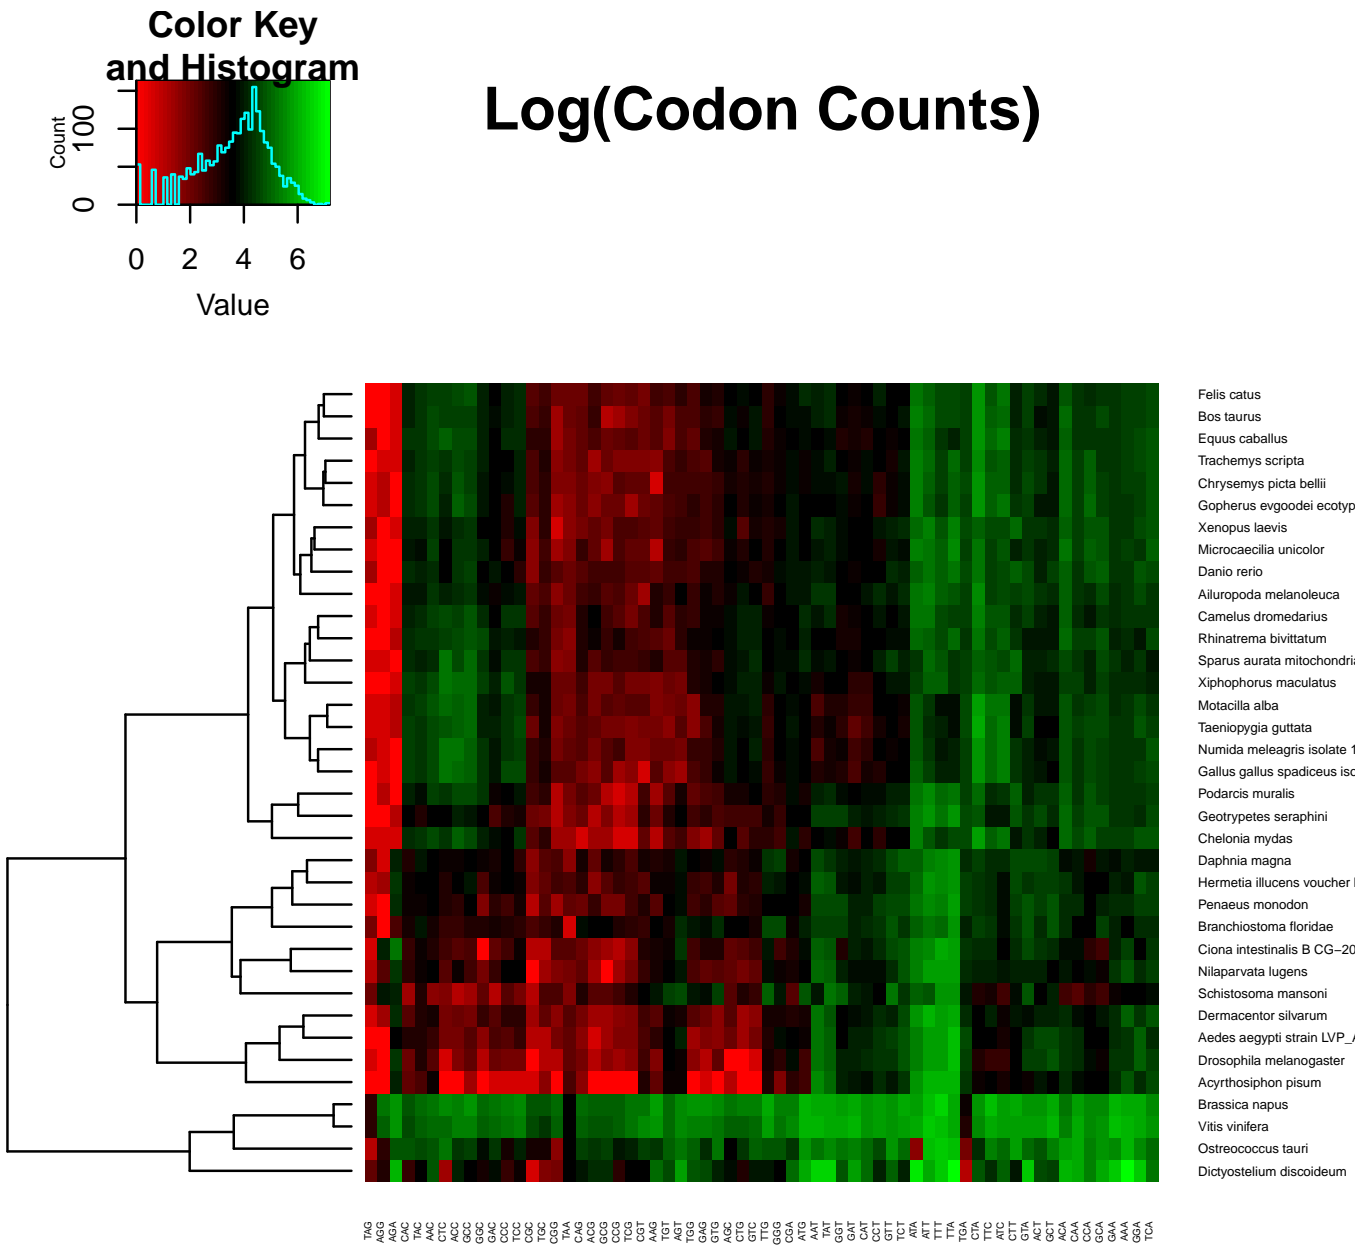 Color Key
and Histogram
Log(Codon Counts)
Count
0 100
0 2 4 6
Value
Felis catus
Bos taurus
Equus caballus
Trachemys scripta
Chrysemys picta bellii
Gopherus evgoodei ecotyp
Xenopus laevis
Microcaecilia unicolor
Danio rerio
Ailuropoda melanoleuca
Camelus dromedarius
Rhinatrema bivittatum
Sparus aurata mitochondria
Xiphophorus maculatus
Motacilla alba
Taeniopygia guttata
Numida meleagris isolate 1
Gallus gallus spadiceus iso
Podarcis muralis
Geotrypetes seraphini
Chelonia mydas
Daphnia magna
Hermetia illucens voucher
Penaeus monodon
Branchiostoma floridae
Ciona intestinalis B CG−20
Nilaparvata lugens
Schistosoma mansoni
Dermacentor silvarum
Aedes aegypti strain LVP_A
Drosophila melanogaster
Acyrthosiphon pisum
Brassica napus
Vitis vinifera
Ostreococcus tauri
Dictyostelium discoideum
TAG
AGG
AGA
CAC
TAC
AAC
CTC
ACC
GCC
GGC
GAC
CCC
TCC
CGC
TGC
CGG
TAA
CAG
ACG
GCG
CCG
TCG
CGT
AAG
TGT
AGT
TGG
GAG
GTG
AGC
CTG
GTC
TTG
GGG
CGA
ATG
AAT
TAT
GGT
GAT
CAT
CCT
GTT
TCT
ATA
ATT
TTT
TTA
TGA
CTA
TTC
ATC
CTT
GTA
ACT
GCT
ACA
CAA
CCA
GCA
GAA
AAA
GGA
TCA